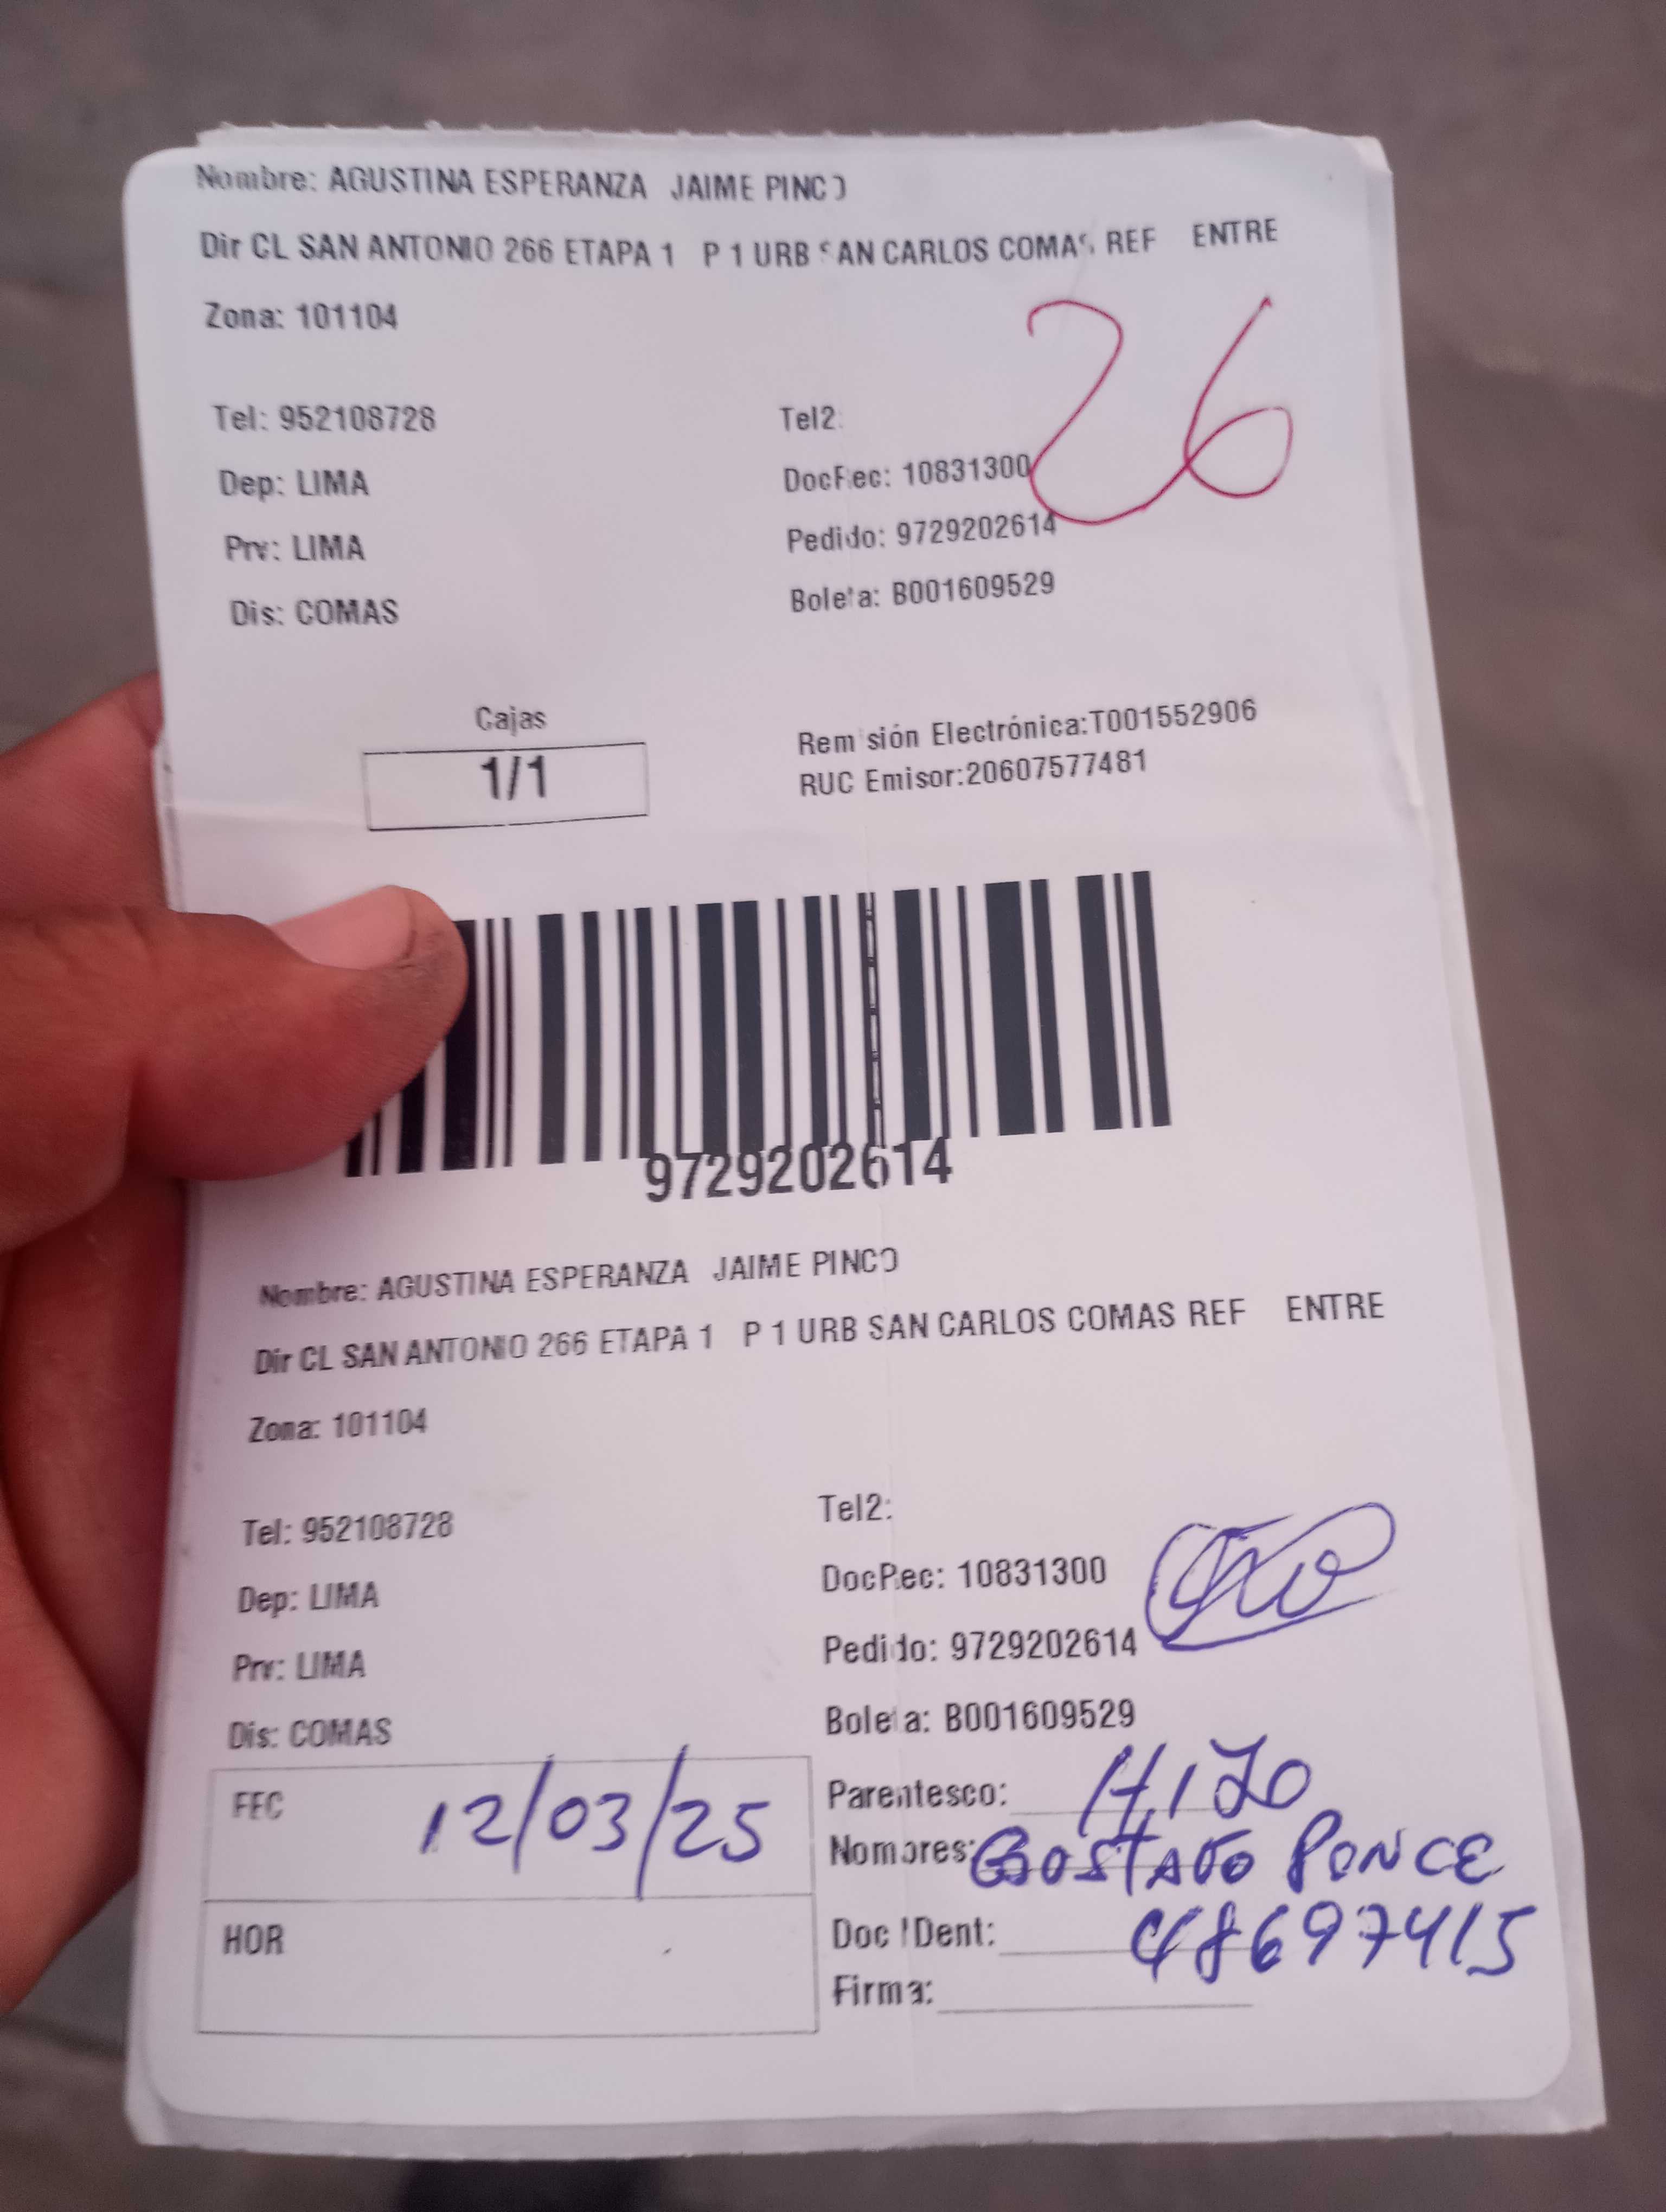 Nombre: AGUSTINA ESPERANZA JAIME PINCO
Dir CL SAN ANTONIO 266 ETAPA 1 P 1 URB SAN CARLOS COMAS REF ENTRE
Zona: 101104
26
Tel: 952108728 Tel2:
Dep: LIMA DocRec: 10831300
Prv: LIMA Pedido: 9729202614
Dis: COMAS Boleta: B001609529
Cajas
1/1
Remisión Electrónica:T001552906
RUC Emisor:20607577481
9729202614
Nombre: AGUSTINA ESPERANZA JAIME PINCO
Dir CL SAN ANTONIO 266 ETAPA 1 P 1 URB SAN CARLOS COMAS REF ENTRE
Zona: 101104
Tel: 952108728 Tel2:
Dep: LIMA DocRec: 10831300
Prv: LIMA Pedido: 9729202614
Dis: COMAS Boleta: B001609529
FEC 12/03/25
HOR
Parentesco: HIJO
Nombres: GUSTAVO PONCE
Doc IDent: 48697415
Firma: